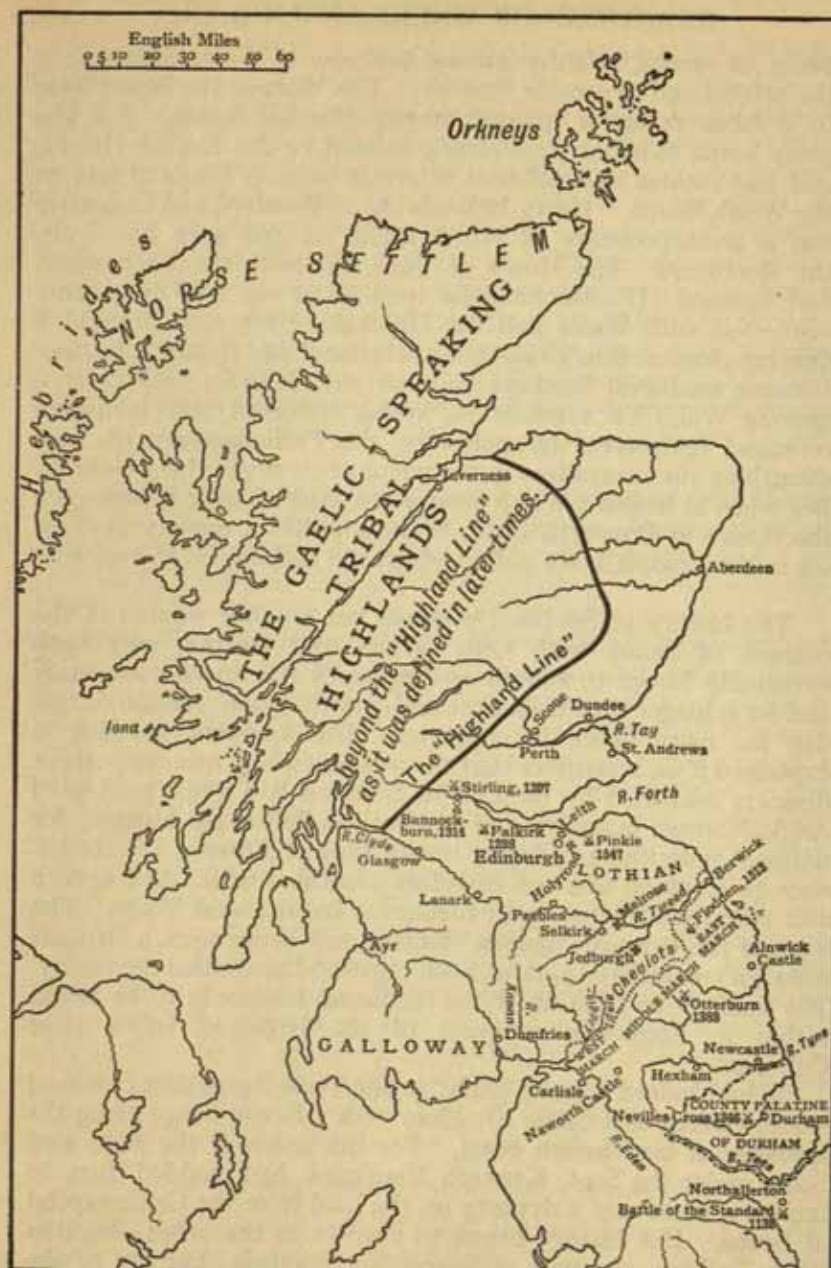 English Miles
0 5 10 20 30 40 50 60
Orkneys
Hebrides
NORSE SETTLEM S
THE GAELIC SPEAKING
TRIBAL
HIGHLANDS
beyond the "Highland Line"
as it was defined in later times.
The "Highland Line"
Inverness
Aberdeen
Iona
Scone
Dundee
Perth
R. Tay
St. Andrews
Stirling, 1297
R. Forth
Bannock-
burn, 1314
Falkirk
1298
Leith
Pinkie
1547
R. Clyde
Glasgow
Edinburgh
Holyrood
LOTHIAN
Berwick
Lanark
Peebles
Melrose
R. Tweed
Flodden, 1513
Selkirk
EAST
MARCH
Jedburgh
Cheviots
Ayr
Alnwick
Castle
MIDDLE MARCH
Otterburn
1388
Annan
R.
Dumfries
WEST
MARCH
GALLOWAY
Newcastle
R. Tyne
Hexham
Carlisle
Naworth Castle
COUNTY PALATINE
Nevilles Cross 1346
Durham
OF DURHAM
R. Eden
R. Tees
Northallerton
Battle of the Standard
1138